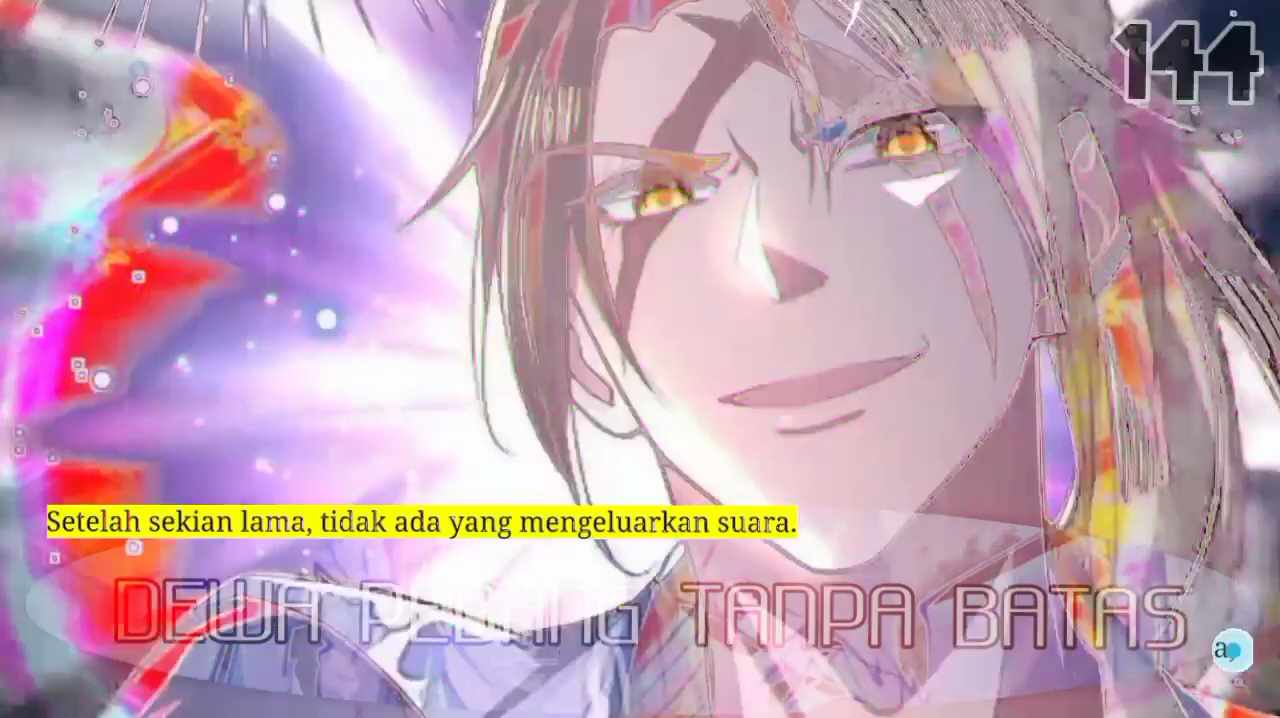 144
Setelah sekian lama, tidak ada yang mengeluarkan suara.
DEWA PEDANG TANPA BATAS
a